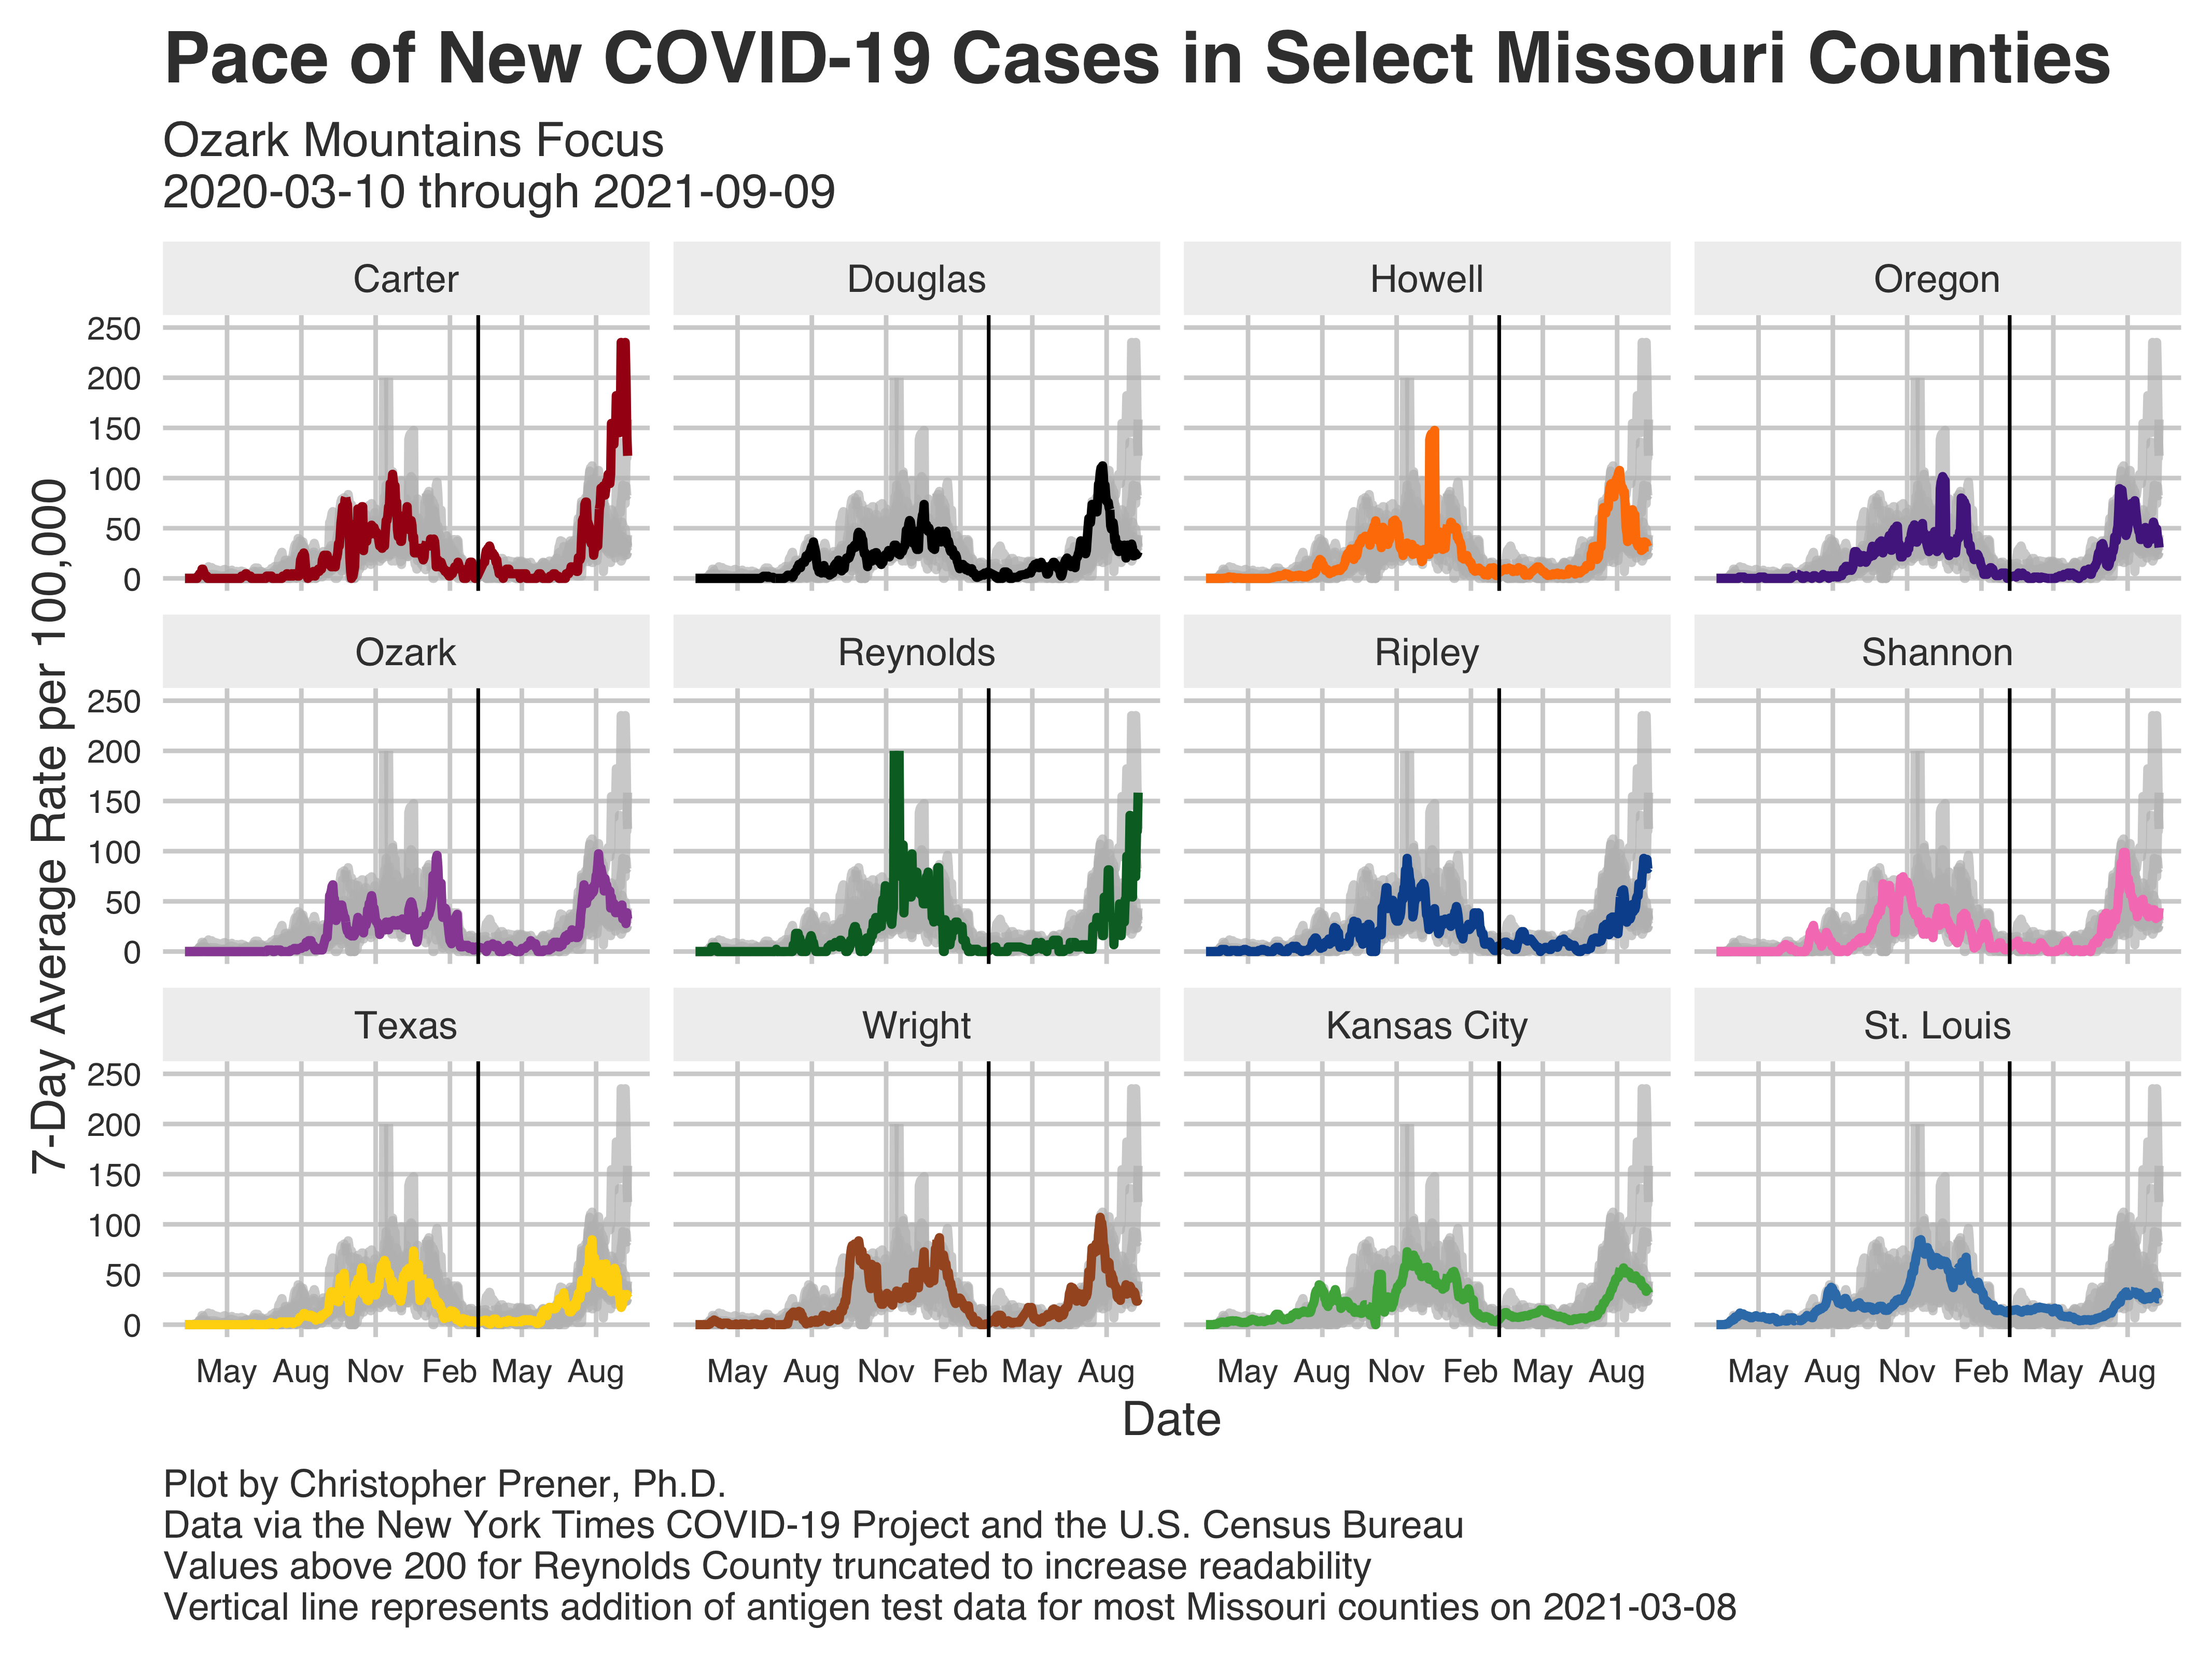 Pace of New COVID-19 Cases in Select Missouri Counties
Ozark Mountains Focus
2020-03-10 through 2021-09-09
7-Day Average Rate per 100,000
Carter Douglas Howell Oregon
250
200
150
100
50
0
Ozark Reynolds Ripley Shannon
250
200
150
100
50
0
Texas Wright Kansas City St. Louis
250
200
150
100
50
0
May Aug Nov Feb May Aug May Aug Nov Feb May Aug May Aug Nov Feb May Aug May Aug Nov Feb May Aug
Date
Plot by Christopher Prener, Ph.D.
Data via the New York Times COVID-19 Project and the U.S. Census Bureau
Values above 200 for Reynolds County truncated to increase readability
Vertical line represents addition of antigen test data for most Missouri counties on 2021-03-08